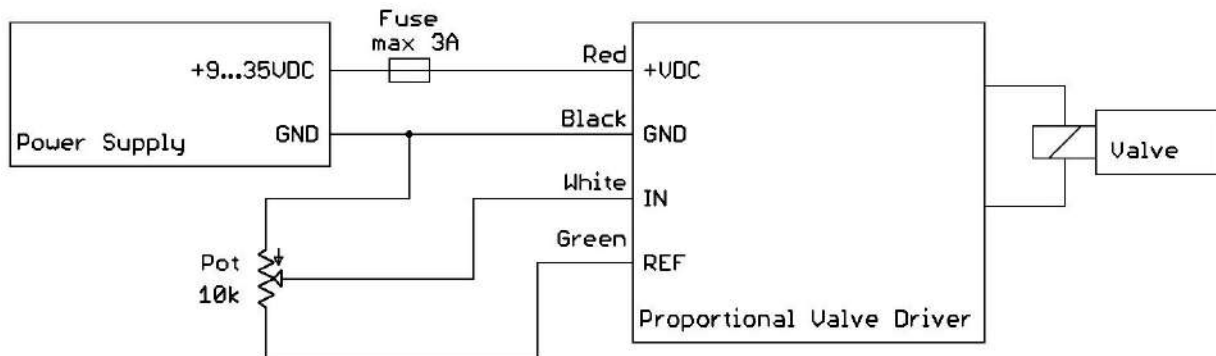 Fuse
max 3A
+9...35VDC
GND
Power Supply
Red
Black
White
Green
+VDC
GND
IN
REF
Proportional Valve Driver
Valve
Pot
10k